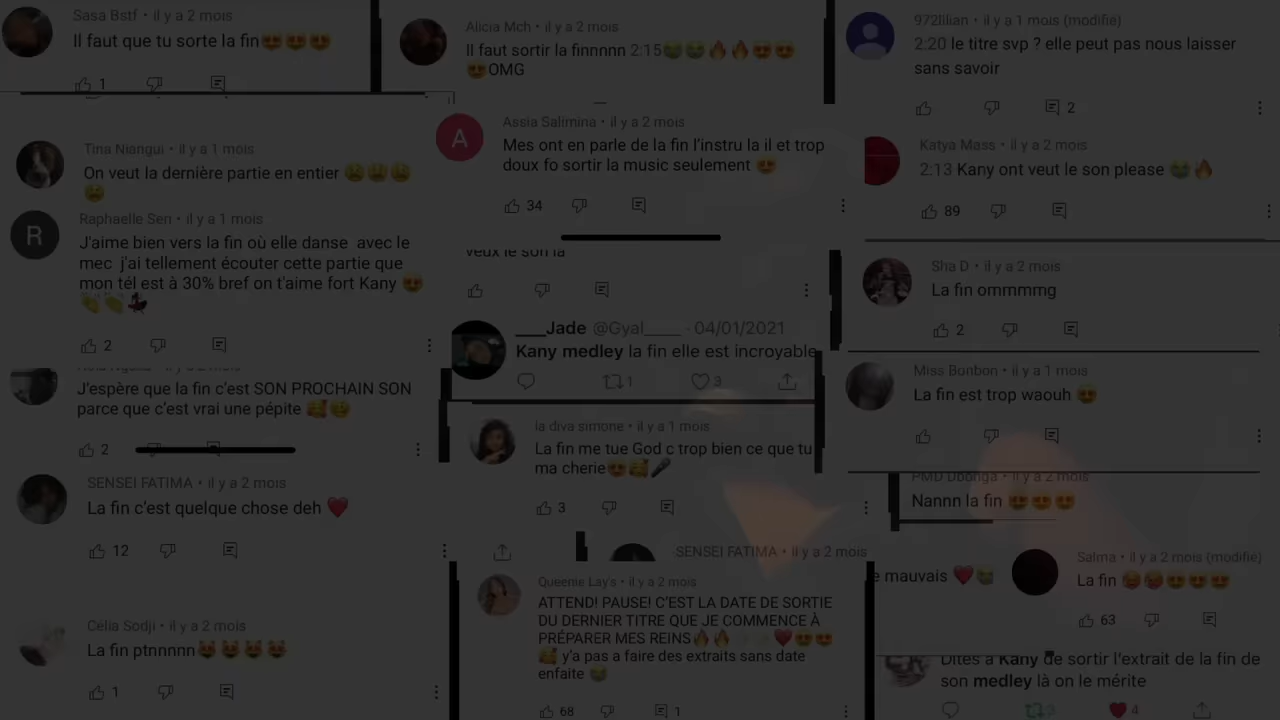 Sasa Bstf • il y a 2 mois
Il faut que tu sorte la fin😍😍😍
1
Tina Niangui • il y a 1 mois
On veut la dernière partie en entier 😫😫😫
😫
Raphaelle Seri • il y a 1 mois
J'aime bien vers la fin où elle danse avec le
mec j'ai tellement écouter cette partie que
mon tél est à 30% bref on t'aime fort Kany 😍
🍋🍋💃
2
il y a 2 mois
J'espère que la fin c'est SON PROCHAIN SON
parce que c'est vrai une pépite 🥰🥲
2
SENSEI FATIMA • il y a 2 mois
La fin c'est quelque chose deh ❤️
12
Célia Sodji • il y a 2 mois
La fin ptnnnnn😻😻😻😻
1
Alicia Mch • il y a 2 mois
Il faut sortir la finnnnn 2:15😭😭🔥🔥😍😍
😍OMG
A
Assia Salimina • il y a 2 mois
Mes ont en parle de la fin l'instru la il et trop
doux fo sortir la music seulement 😍
34
veux le son la
___Jade @Gyal____ · 04/01/2021
Kany medley la fin elle est incroyable
1 3
la diva simone • il y a 1 mois
La fin me tue God c trop bien ce que tu
ma cherie😍🥰🎤
3
SENSEI FATIMA • il y a 2 mois
Queenie Lay's • il y a 2 mois
ATTEND! PAUSE! C'EST LA DATE DE SORTIE
DU DERNIER TITRE QUE JE COMMENCE À
PRÉPARER MES REINS🔥🔥❤️😍😍
🥰 y'a pas a faire des extraits sans date
enfaite 😭
68 1
972lilian • il y a 1 mois (modifié)
2:20 le titre svp ? elle peut pas nous laisser
sans savoir
2
Katya Mass • il y a 2 mois
2:13 Kany ont veut le son please 😭🔥
89
Sha D • il y a 2 mois
La fin ommmmg
2
Miss Bonbon • il y a 1 mois
La fin est trop waouh 😍
PMD Dbanga • il y a 2 mois
Nannn la fin 😍😍😍
e mauvais ❤️
Salma • il y a 2 mois (modifié)
La fin 🥵🥵😍😍😍
63
Dites à Kany de sortir l'extrait de la fin de
son medley là on le mérite
3 4
R